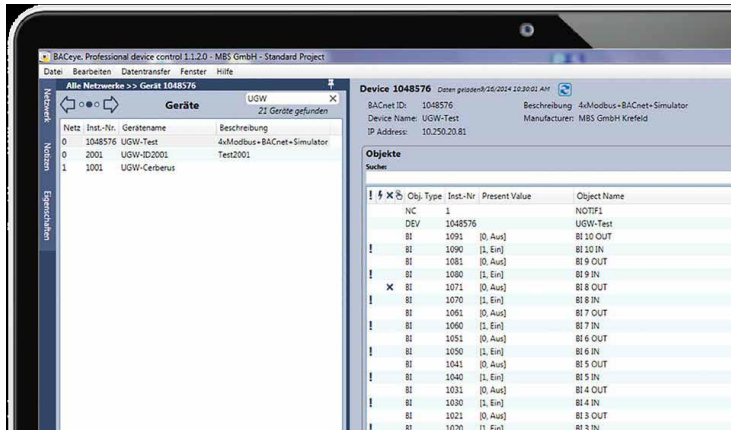 BACeye. Professional device control 1.1.2.0 - MBS GmbH - Standard Project
Datei Bearbeiten Datentransfer Fenster Hilfe
Alle Netzwerke >> Gerät 1048576
Geräte
UGW X
21 Geräte gefunden
Netzwerk
Notizen
Eigenschaften
Netz Inst.-Nr. Gerätename Beschreibung
0 1048576 UGW-Test 4xModbus+BACnet+Simulator
0 2001 UGW-ID2001 Test2001
1 1001 UGW-Cerberus
Device 1048576 Daten geladen9/16/2014 10:30:01 AM
BACnet ID: 1048576 Beschreibung 4xModbus+BACnet+Simulator
Device Name: UGW-Test Manufacturer: MBS GmbH Krefeld
IP Address: 10.250.20.81
Objekte
Suche:
! Obj. Type Inst.-Nr Present Value Object Name
NC 1 NOTIF1
DEV 1048576 UGW-Test
BI 1091 [0, Aus] BI 10 OUT
! BI 1090 [1, Ein] BI 10 IN
BI 1081 [0, Aus] BI 9 OUT
! BI 1080 [1, Ein] BI 9 IN
BI 1071 [0, Aus] BI 8 OUT
! BI 1070 [1, Ein] BI 8 IN
BI 1061 [0, Aus] BI 7 OUT
! BI 1060 [1, Ein] BI 7 IN
BI 1051 [0, Aus] BI 6 OUT
! BI 1050 [1, Ein] BI 6 IN
BI 1041 [0, Aus] BI 5 OUT
! BI 1040 [1, Ein] BI 5 IN
BI 1031 [0, Aus] BI 4 OUT
! BI 1030 [1, Ein] BI 4 IN
BI 1021 [0, Aus] BI 3 OUT
! BI 1020 [1, Ein] BI 3 IN